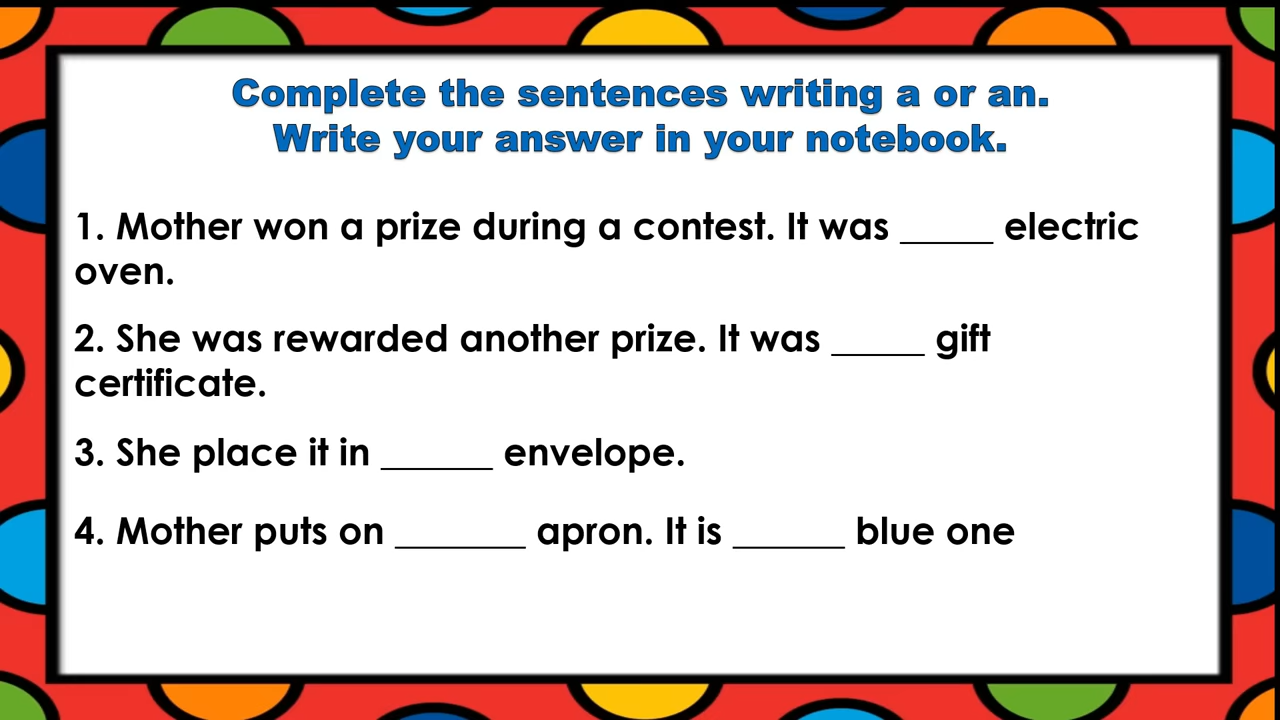 Complete the sentences writing a or an.
Write your answer in your notebook.
1. Mother won a prize during a contest. It was _____ electric
oven.
2. She was rewarded another prize. It was _____ gift
certificate.
3. She place it in ______ envelope.
4. Mother puts on _______ apron. It is ______ blue one